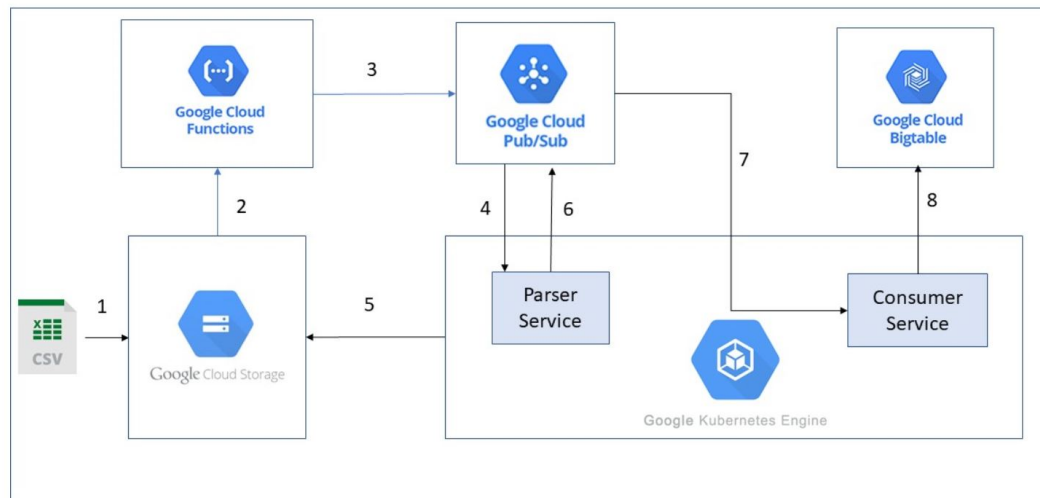 3
Google Cloud
Functions
Google Cloud
Pub/Sub
Google Cloud
Bigtable
7
2
4
6
8
1
X
CSV
Google Cloud Storage
5
Parser
Service
Consumer
Service
Google Kubernetes Engine